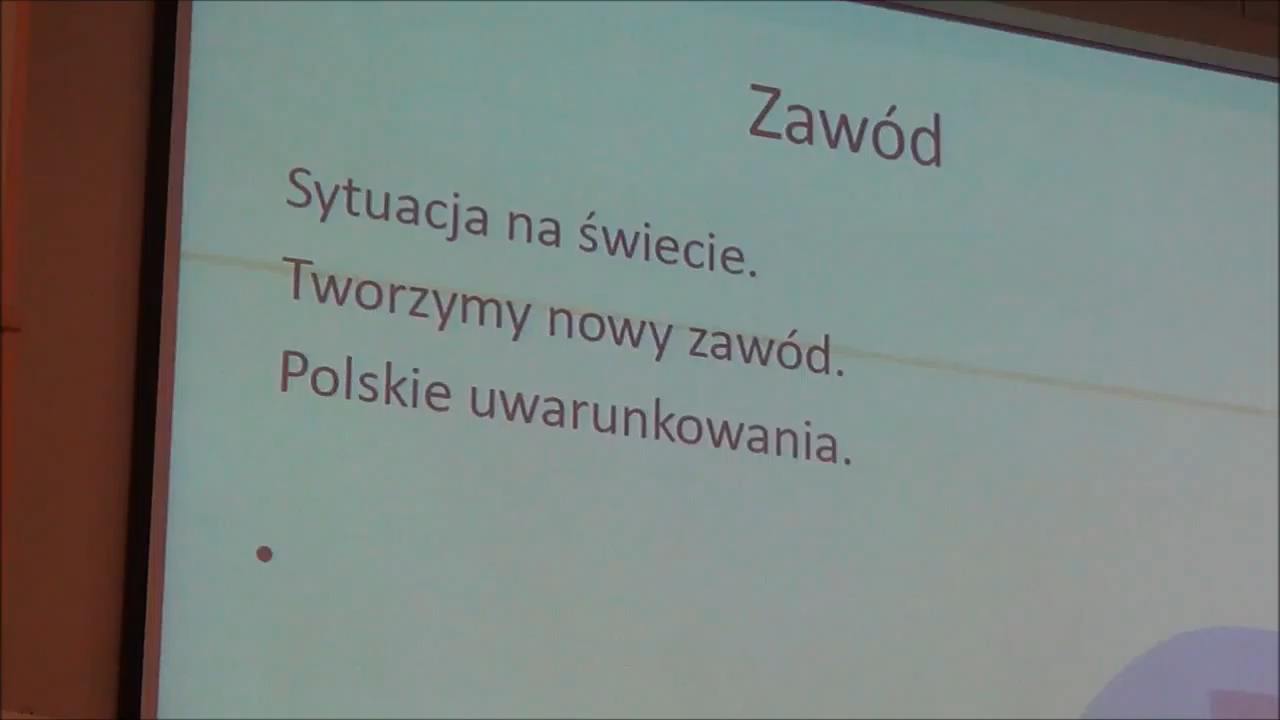 Zawód
Sytuacja na świecie.
Tworzymy nowy zawód.
Polskie uwarunkowania.